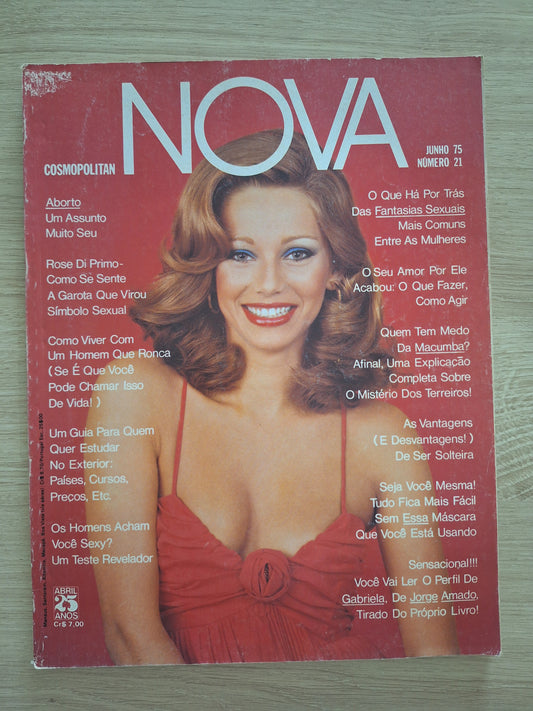 NOVA
COSMOPOLITAN
JUNHO 75
NÚMERO 21
Aborto
Um Assunto
Muito Seu
Rose Di Primo-
Como Se Sente
A Garota Que Virou
Símbolo Sexual
Como Viver Com
Um Homem Que Ronca
(Se É Que Você
Pode Chamar Isso
De Vida!)
Um Guia Para Quem
Quer Estudar
No Exterior:
Países, Cursos,
Preços, Etc.
Os Homens Acham
Você Sexy?
Um Teste Revelador
ABRIL
25
ANOS
Cr$ 7,00
O Que Há Por Trás
Das Fantasias Sexuais
Mais Comuns
Entre As Mulheres
O Seu Amor Por Ele
Acabou: O Que Fazer,
Como Agir
Quem Tem Medo
Da Macumba?
Afinal, Uma Explicação
Completa Sobre
O Mistério Dos Terreiros!
As Vantagens
(E Desvantagens!)
De Ser Solteira
Seja Você Mesma!
Tudo Fica Mais Fácil
Sem Essa Máscara
Que Você Está Usando
Sensacional!!!
Você Vai Ler O Perfil De
Gabriela, De Jorge Amado,
Tirado Do Próprio Livro!